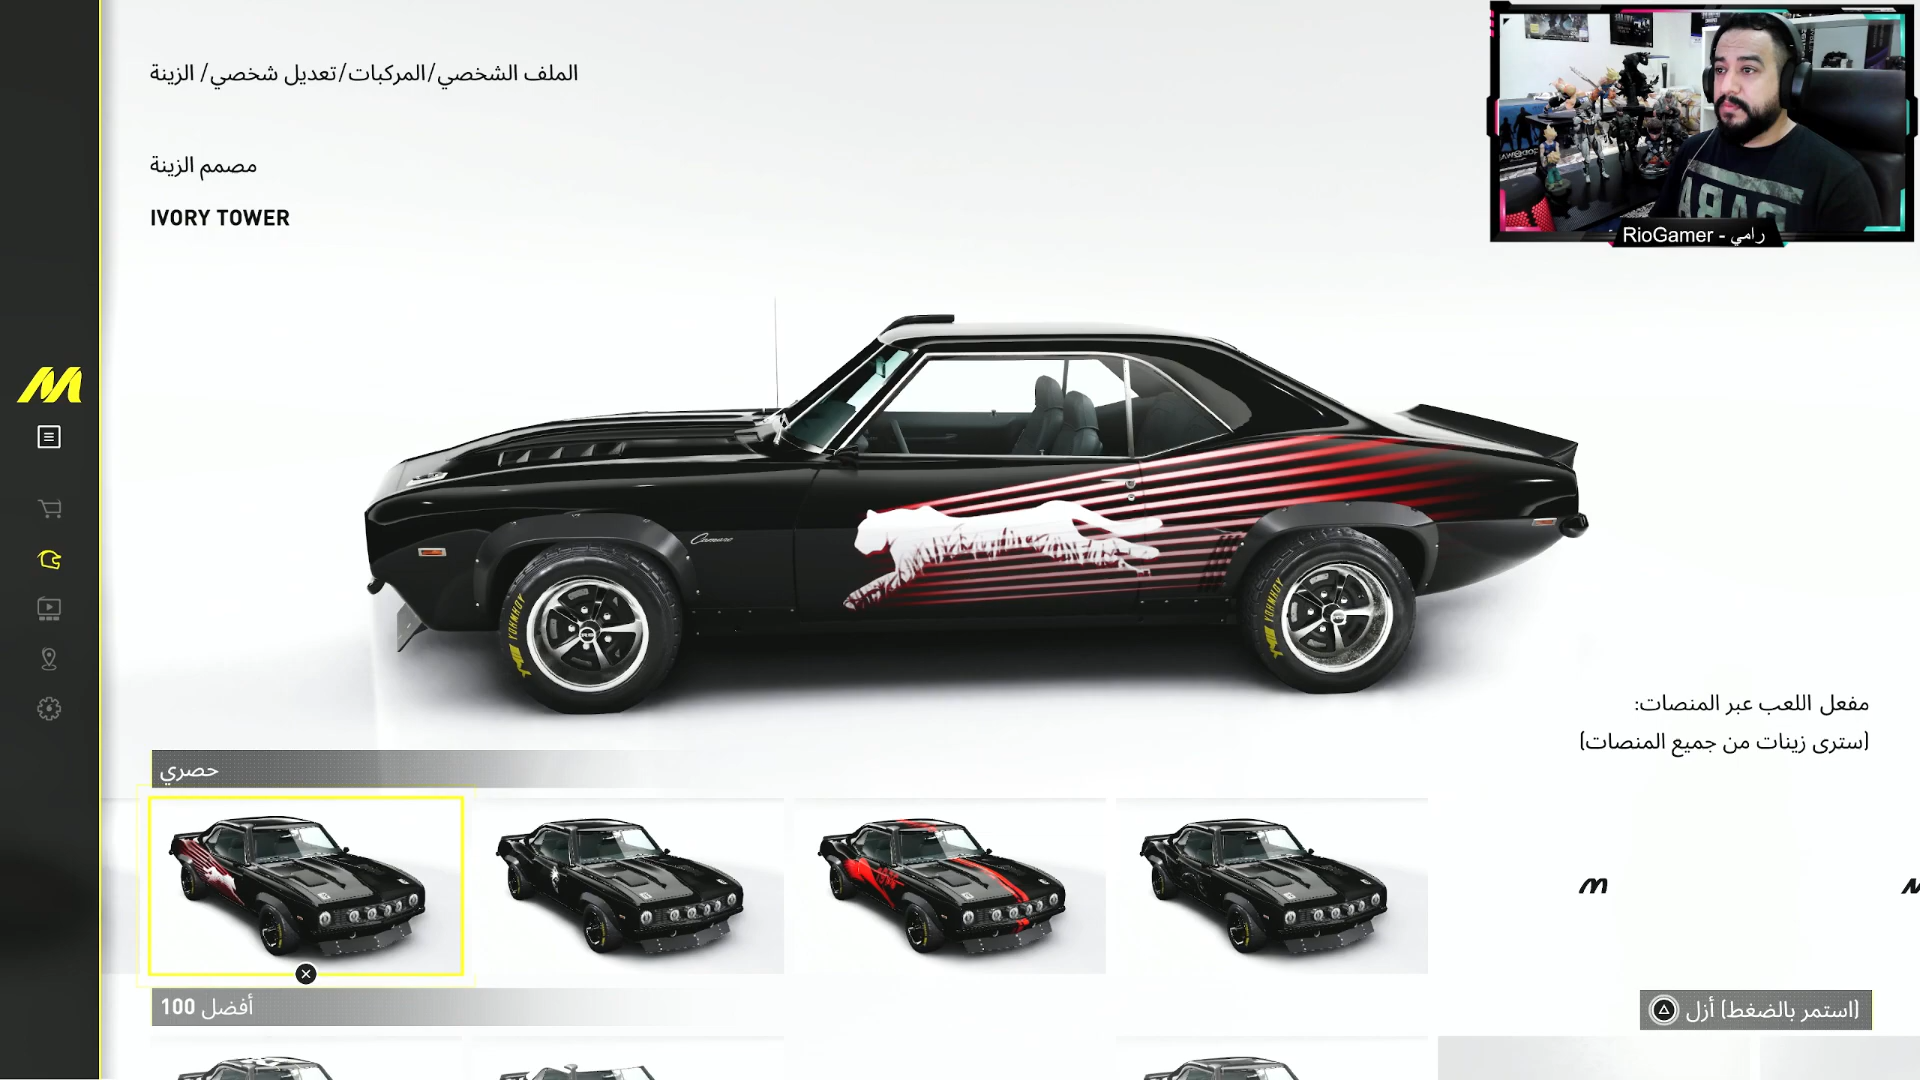 الملف الشخصي/المركبات/تعديل شخصي/ الزينة
مصمم الزينة
IVORY TOWER
RioGamer - رامي
Camaro
مفعل اللعب عبر المنصات:
(سترى زينات من جميع المنصات)
حصري
أفضل 100
(استمر بالضغط) أزل